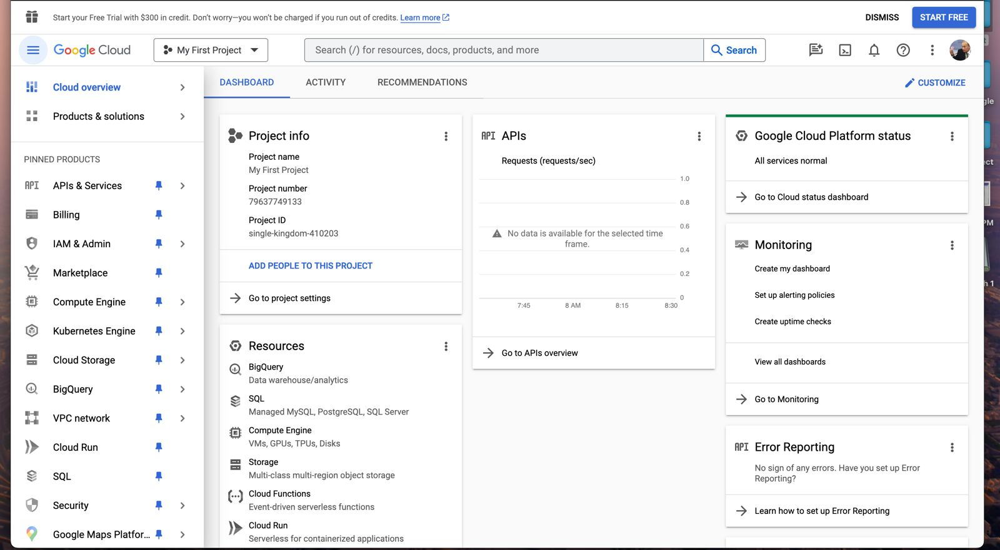 Start your Free Trial with $300 in credit. Don't worry—you won't be charged if you run out of credits. Learn more
DISMISS
START FREE
Google Cloud
My First Project
Search (/) for resources, docs, products, and more
Search
Cloud overview
Products & solutions
PINNED PRODUCTS
API APIs & Services
Billing
IAM & Admin
Marketplace
Compute Engine
Kubernetes Engine
Cloud Storage
BigQuery
VPC network
Cloud Run
SQL
Security
Google Maps Platfor...
DASHBOARD
ACTIVITY
RECOMMENDATIONS
CUSTOMIZE
Project info
Project name
My First Project
Project number
79637749133
Project ID
single-kingdom-410203
ADD PEOPLE TO THIS PROJECT
Go to project settings
Resources
BigQuery
Data warehouse/analytics
SQL
Managed MySQL, PostgreSQL, SQL Server
Compute Engine
VMs, GPUs, TPUs, Disks
Storage
Multi-class multi-region object storage
Cloud Functions
Event-driven serverless functions
Cloud Run
Serverless for containerized applications
API APIs
Requests (requests/sec)
1.0
0.8
0.6
No data is available for the selected time
frame.
0.4
0.2
0
7:45 8 AM 8:15 8:30
Go to APIs overview
Google Cloud Platform status
All services normal
Go to Cloud status dashboard
Monitoring
Create my dashboard
Set up alerting policies
Create uptime checks
View all dashboards
Go to Monitoring
API Error Reporting
No sign of any errors. Have you set up Error
Reporting?
Learn how to set up Error Reporting
gle
ect
PM
h 1